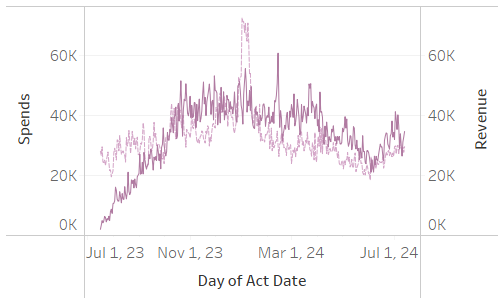 Spends
60K
40K
20K
0K
60K
40K
20K
0K
Revenue
Jul 1, 23 Nov 1, 23 Mar 1, 24 Jul 1, 24
Day of Act Date